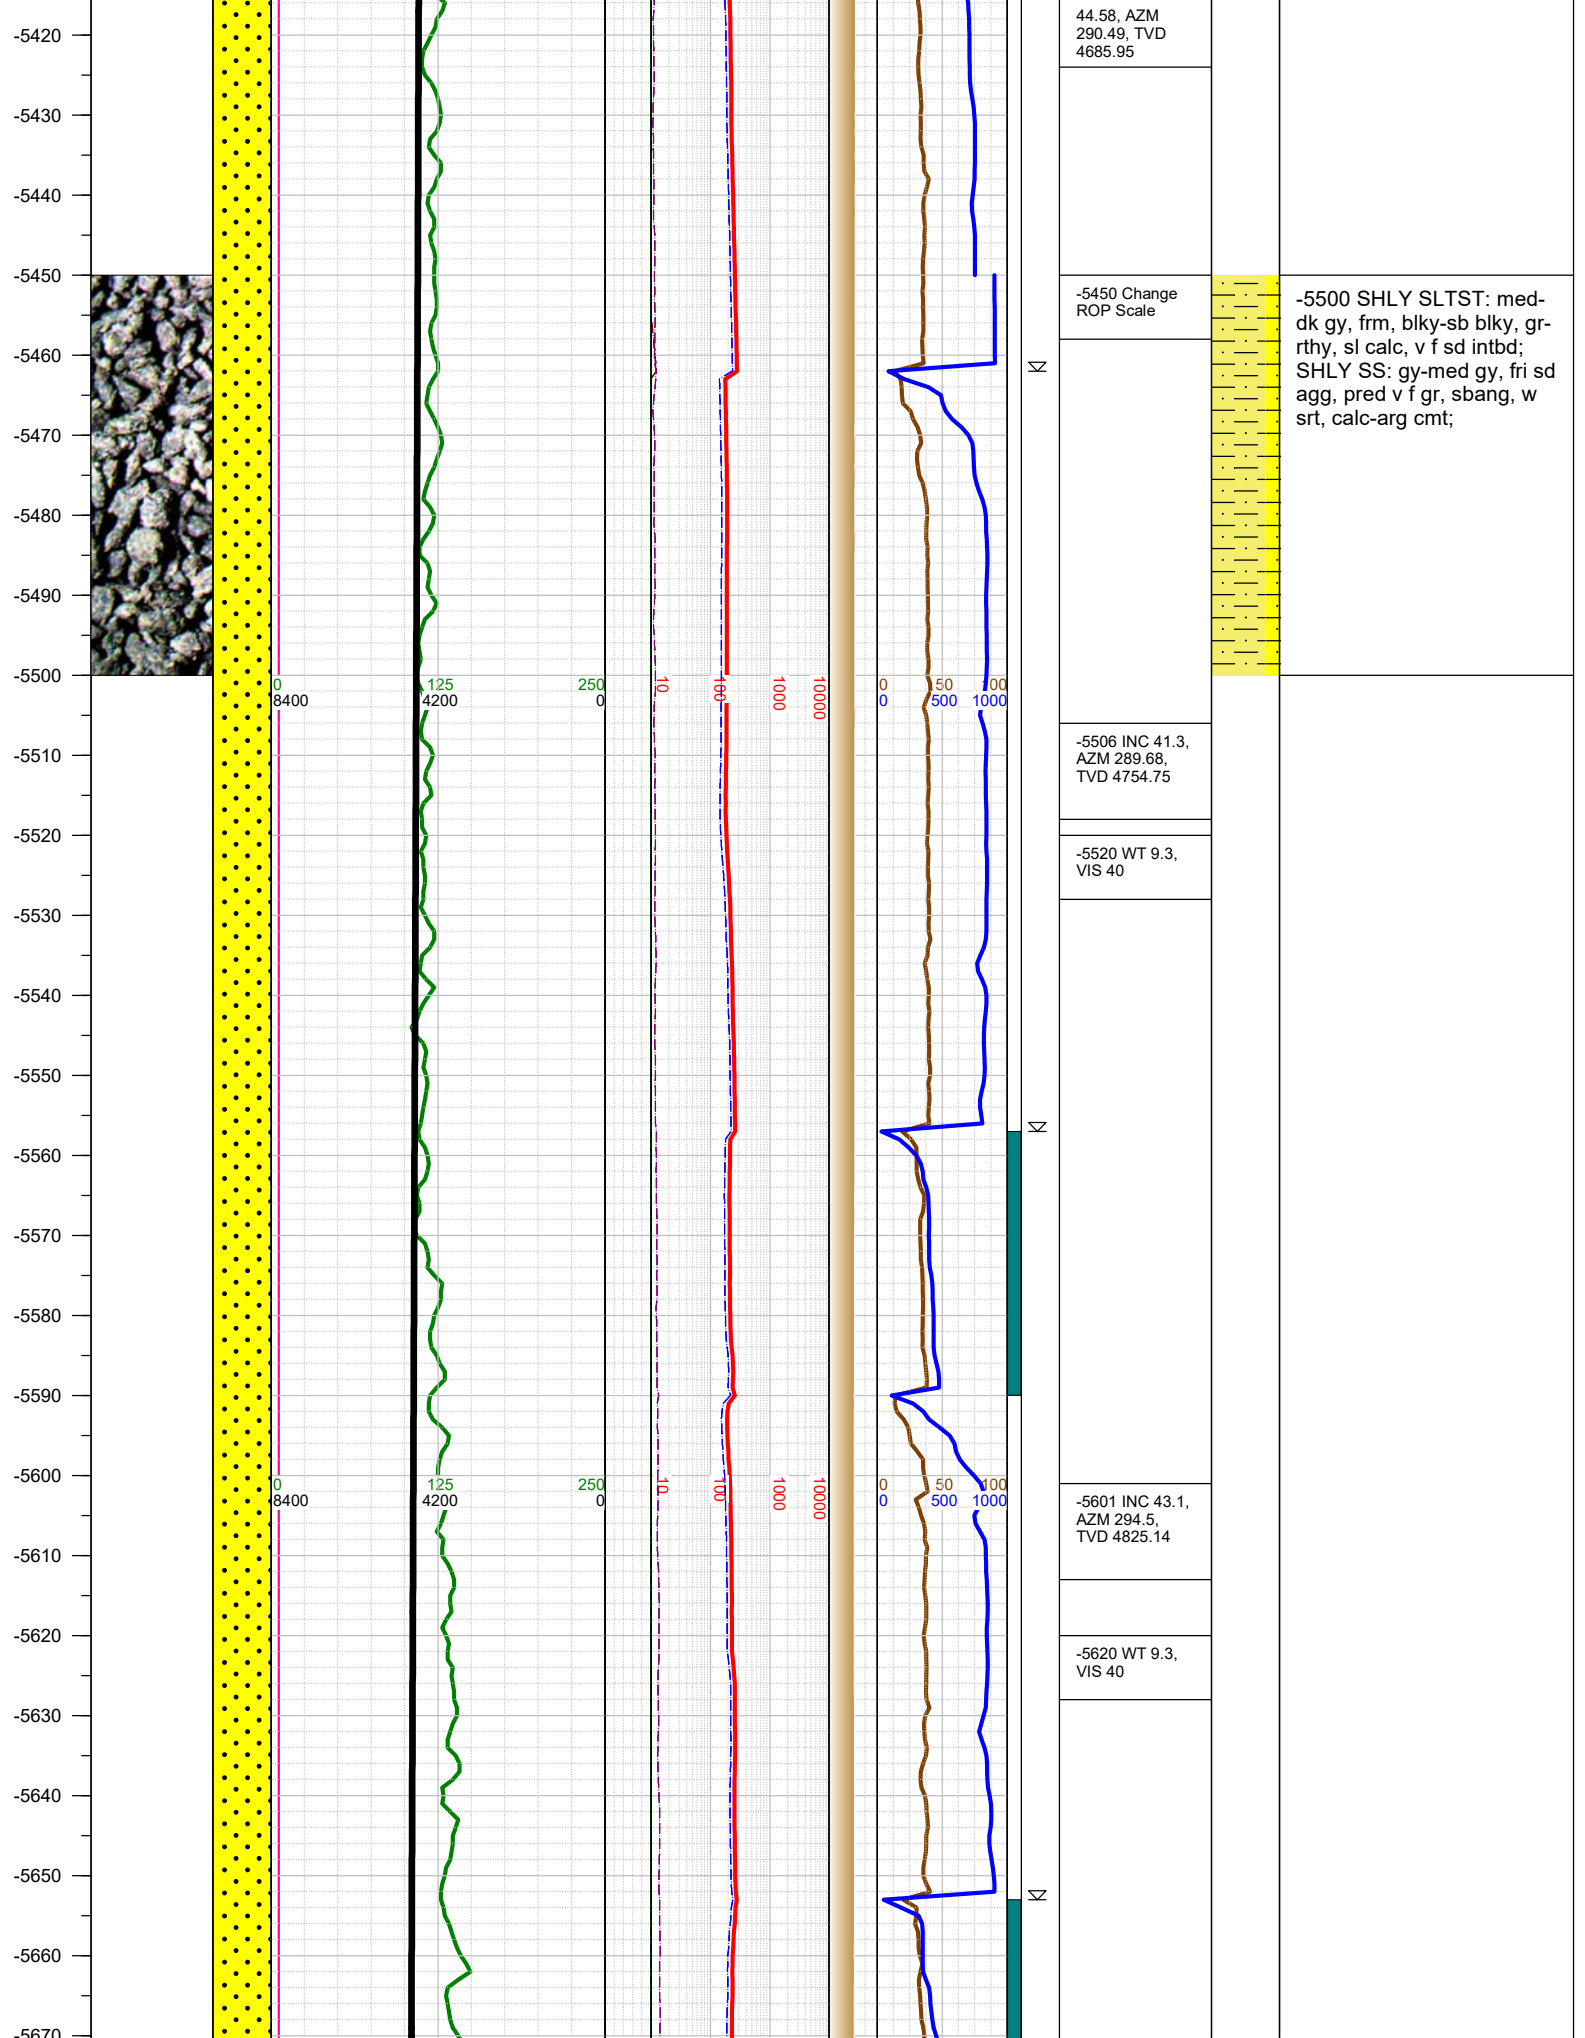 44.58, AZM
290.49, TVD
4685.95
-5420
-5430
-5440
-5450
-5450 Change
ROP Scale
-5500 SHLY SLTST: med-
dk gy, frm, blky-sb blky, gr-
rthy, sl calc, v f sd intbd;
SHLY SS: gy-med gy, fri sd
agg, pred v f gr, sbang, w
srt, calc-arg cmt;
-5460
-5470
-5480
-5490
-5500
0 125 250 10 100 1000 10000 0 50 100
8400 4200 0 0 500 1000
-5506 INC 41.3,
AZM 289.68,
TVD 4754.75
-5510
-5520
-5520 WT 9.3,
VIS 40
-5530
-5540
-5550
-5560
-5570
-5580
-5590
-5600
0 125 250 10 100 1000 10000 0 50 100
8400 4200 0 0 500 1000
-5601 INC 43.1,
AZM 294.5,
TVD 4825.14
-5610
-5620
-5620 WT 9.3,
VIS 40
-5630
-5640
-5650
-5660
-5670